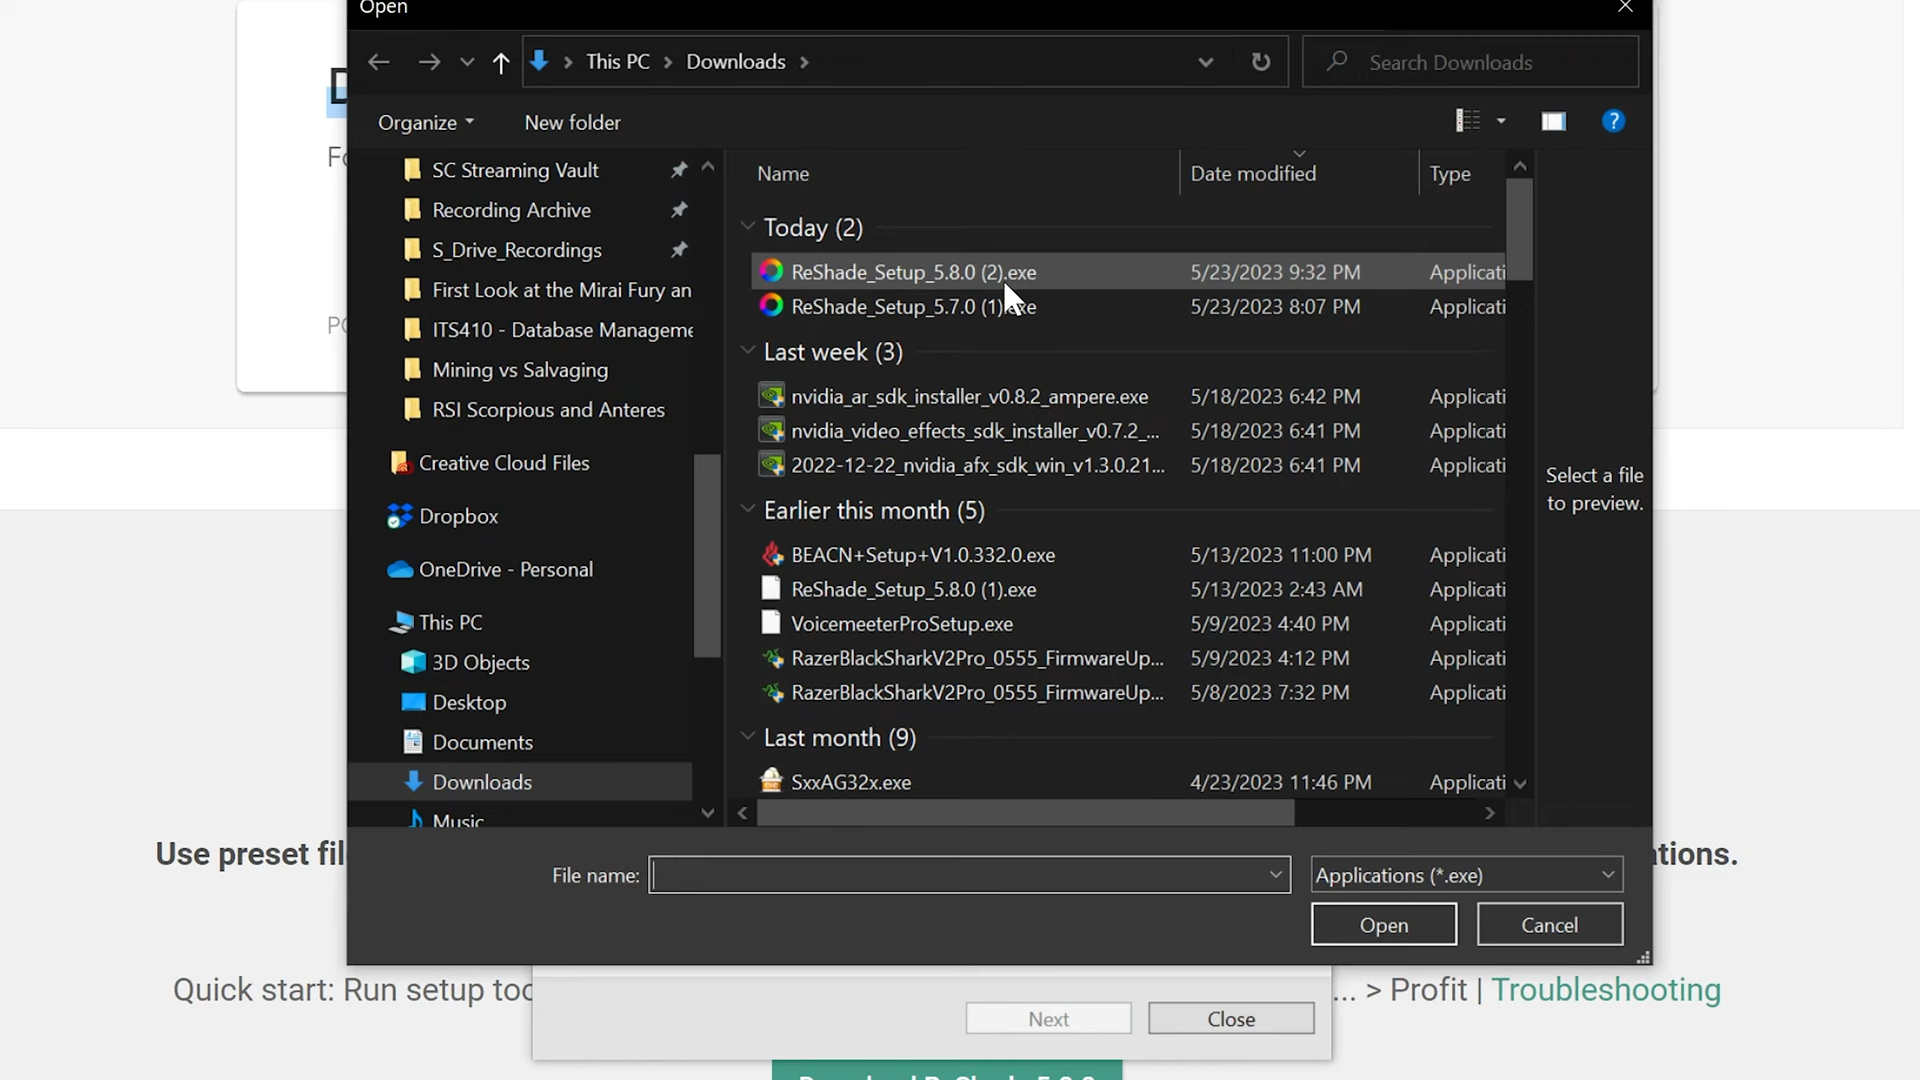 Open
This PC > Downloads >
Search Downloads
Organize
New folder
?
SC Streaming Vault
Recording Archive
S_Drive_Recordings
First Look at the Mirai Fury an
ITS410 - Database Manageme
Mining vs Salvaging
RSI Scorpious and Anteres
Creative Cloud Files
Dropbox
OneDrive - Personal
This PC
3D Objects
Desktop
Documents
Downloads
Music
Name Date modified Type
Today (2)
ReShade_Setup_5.8.0 (2).exe 5/23/2023 9:32 PM Applicati
ReShade_Setup_5.7.0 (1).exe 5/23/2023 8:07 PM Applicati
Last week (3)
nvidia_ar_sdk_installer_v0.8.2_ampere.exe 5/18/2023 6:42 PM Applicati
nvidia_video_effects_sdk_installer_v0.7.2_... 5/18/2023 6:41 PM Applicati
2022-12-22_nvidia_afx_sdk_win_v1.3.0.21... 5/18/2023 6:41 PM Applicati
Earlier this month (5)
BEACN+Setup+V1.0.332.0.exe 5/13/2023 11:00 PM Applicati
ReShade_Setup_5.8.0 (1).exe 5/13/2023 2:43 AM Applicati
VoicemeeterProSetup.exe 5/9/2023 4:40 PM Applicati
RazerBlackSharkV2Pro_0555_FirmwareUp... 5/9/2023 4:12 PM Applicati
RazerBlackSharkV2Pro_0555_FirmwareUp... 5/8/2023 7:32 PM Applicati
Last month (9)
SxxAG32x.exe 4/23/2023 11:46 PM Applicati
Select a file
to preview.
File name:
Applications (*.exe)
Open
Cancel
Use preset fil
ations.
Quick start: Run setup too
... > Profit | Troubleshooting
Next
Close